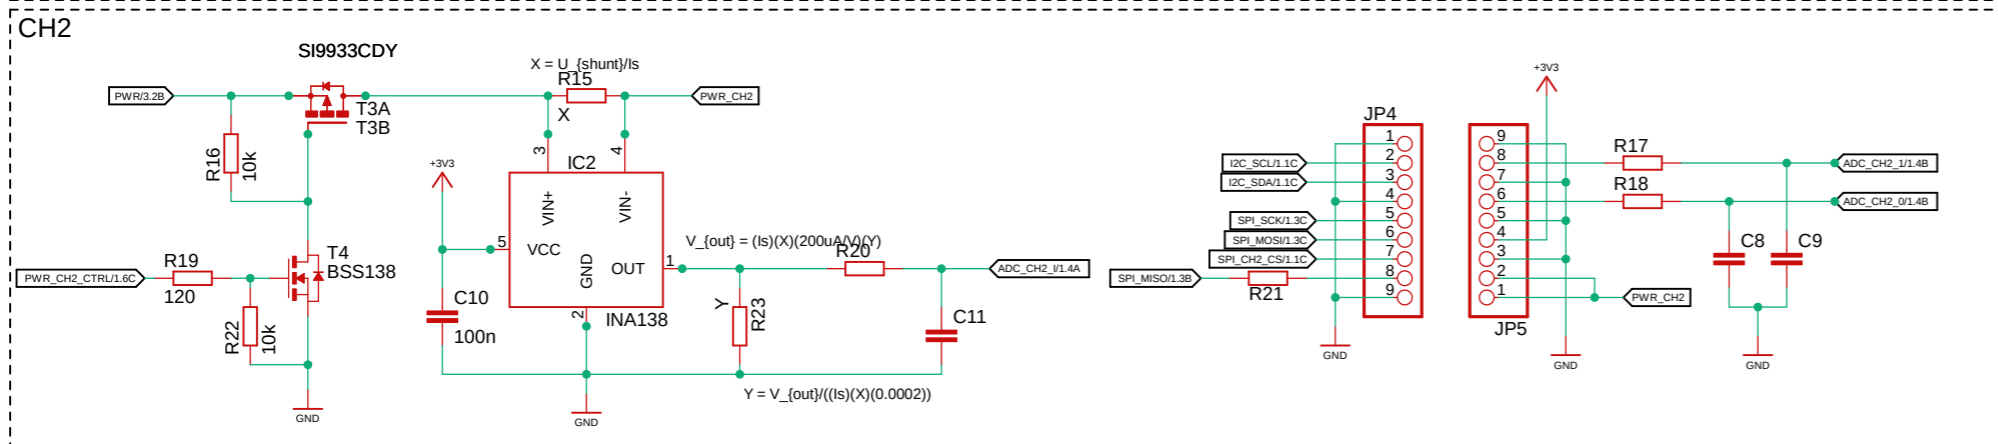 CH2
SI9933CDY
PWR/3.2B
T3A
T3B
R16
10k
X = U_{shunt}/Is
R15
X
PWR_CH2
3
4
IC2
+3V3
VIN+
VIN-
5
VCC
GND
OUT
1
2
INA138
C10
100n
T4
BSS138
PWR_CH2_CTRL/1.6C
R19
120
R22
10k
GND
V_{out} = (Is)(X)(200uA/V)(Y)
R20
ADC_CH2_I/1.4A
Y
R23
C11
Y = V_{out}/((Is)(X)(0.0002))
GND
JP4
1
2
3
4
5
6
7
8
9
I2C_SCL/1.1C
I2C_SDA/1.1C
SPI_SCK/1.3C
SPI_MOSI/1.3C
SPI_CH2_CS/1.1C
SPI_MISO/1.3B
R21
GND
+3V3
9
8
7
6
5
4
3
2
1
JP5
R17
R18
ADC_CH2_1/1.4B
ADC_CH2_0/1.4B
C8
C9
PWR_CH2
GND
GND